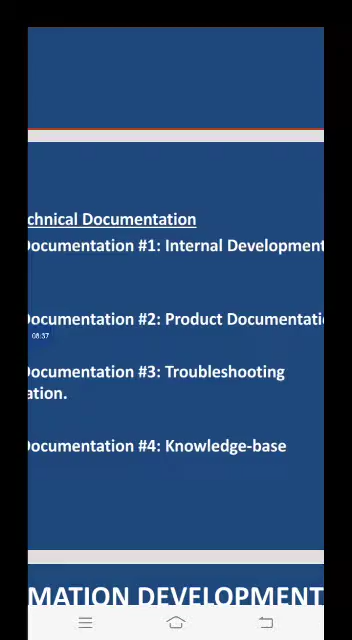 chnical Documentation
Documentation #1: Internal Development
Documentation #2: Product Documentati
08:37
Documentation #3: Troubleshooting
ation.
Documentation #4: Knowledge-base
MATION DEVELOPMENT